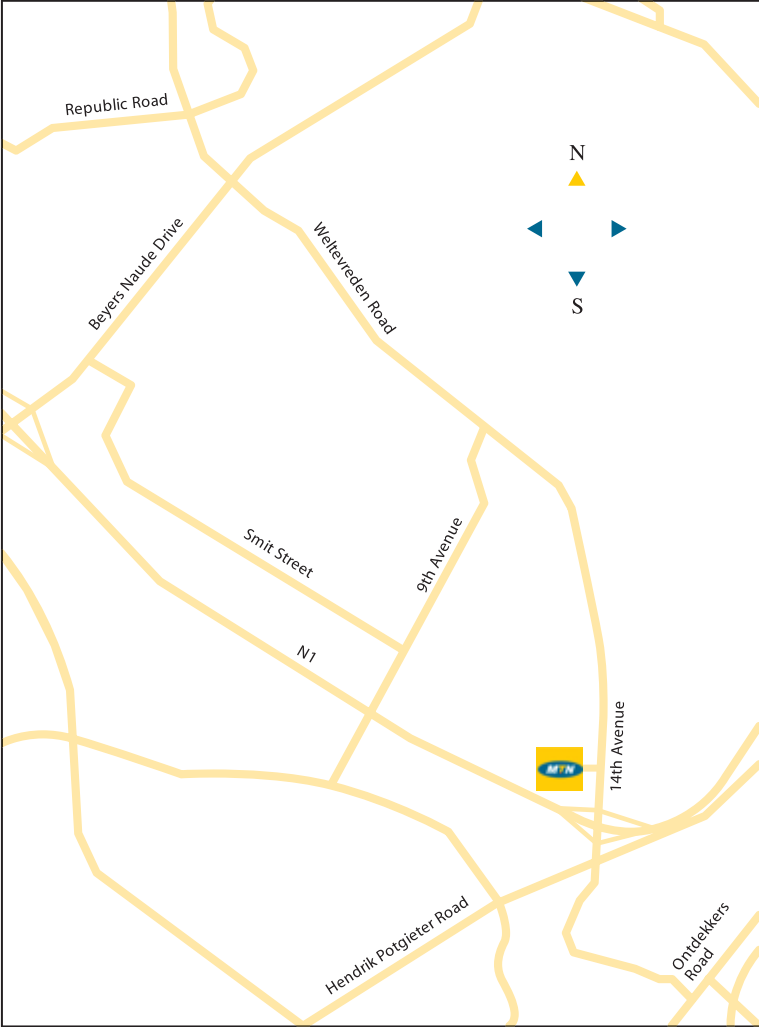 Republic Road
N
Beyers Naude Drive
Weltevreden Road
S
Smit Street
9th Avenue
N1
14th Avenue
MTN
Hendrik Potgieter Road
Ontdekkers
Road